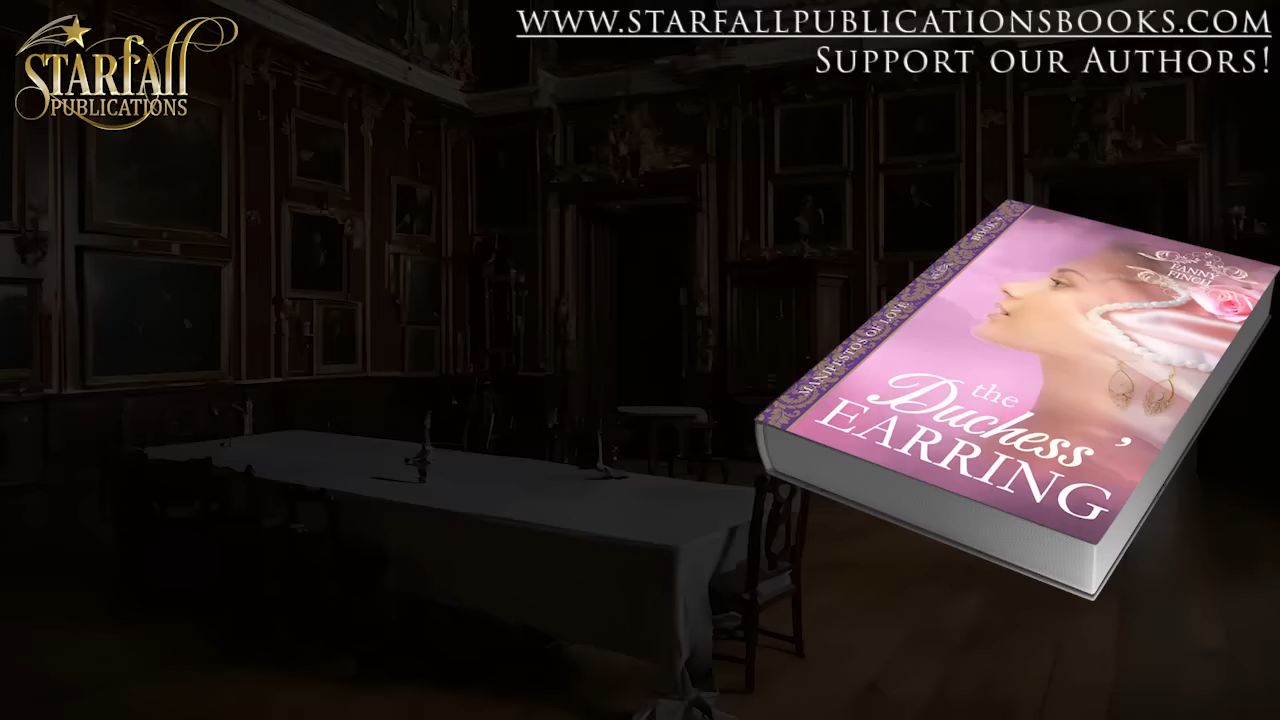 STARfall
PUBLICATIONS
WWW.STARFALLPUBLICATIONSBOOKS.COM
SUPPORT OUR AUTHORS!
MANIFESTOS OF LOVE
FANNY
FINCH
the
Duchess'
EARRING